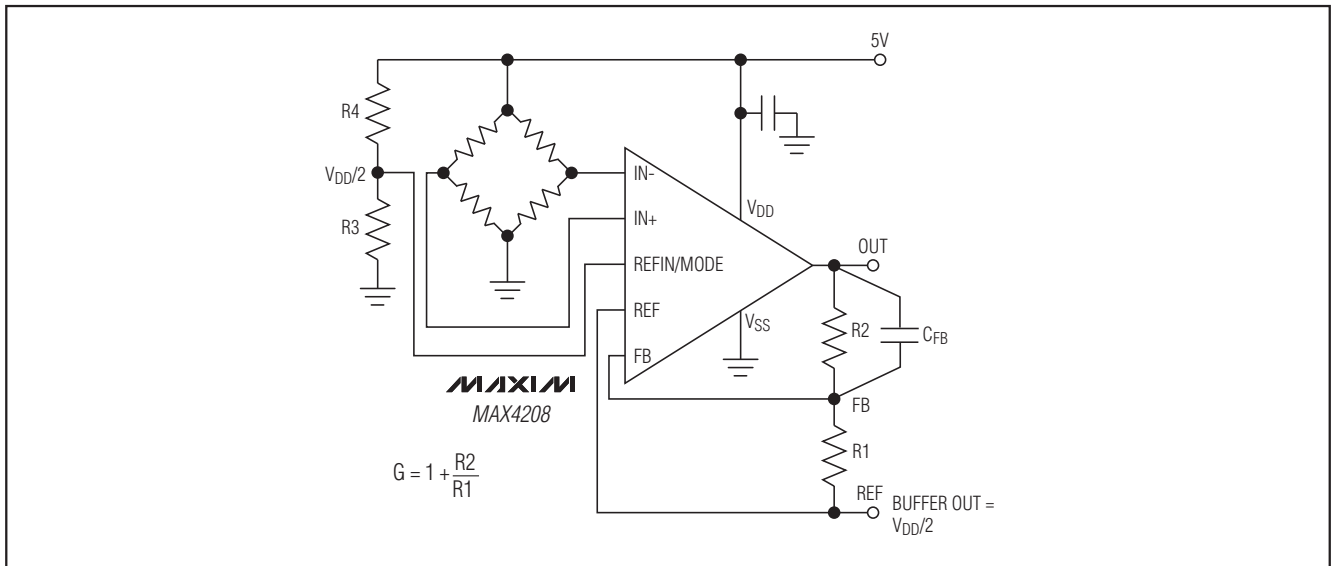 5V
R4
VDD/2
R3
IN-
IN+
REFIN/MODE
REF
FB
VDD
VSS
OUT
R2
CFB
FB
R1
REF
BUFFER OUT =
VDD/2
MAXIM
MAX4208
G = 1 + R2/R1